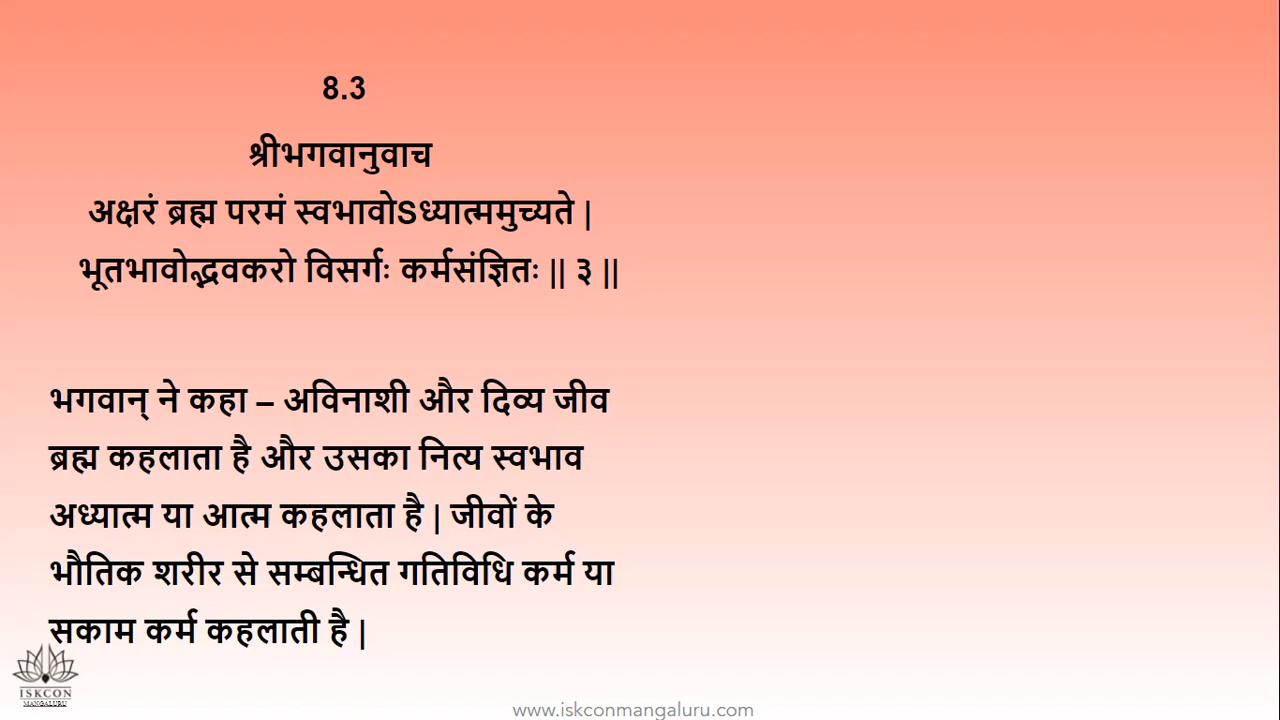 8.3
श्रीभगवानुवाच
अक्षरं ब्रह्म परमं स्वभावोSध्यात्ममुच्यते |
भूतभावोद्भवकरो विसर्गः कर्मसंज्ञितः || ३ ||
भगवान् ने कहा – अविनाशी और दिव्य जीव
ब्रह्म कहलाता है और उसका नित्य स्वभाव
अध्यात्म या आत्म कहलाता है | जीवों के
भौतिक शरीर से सम्बन्धित गतिविधि कर्म या
सकाम कर्म कहलाती है |
ISKCON
MANGALURU
www.iskconmangaluru.com